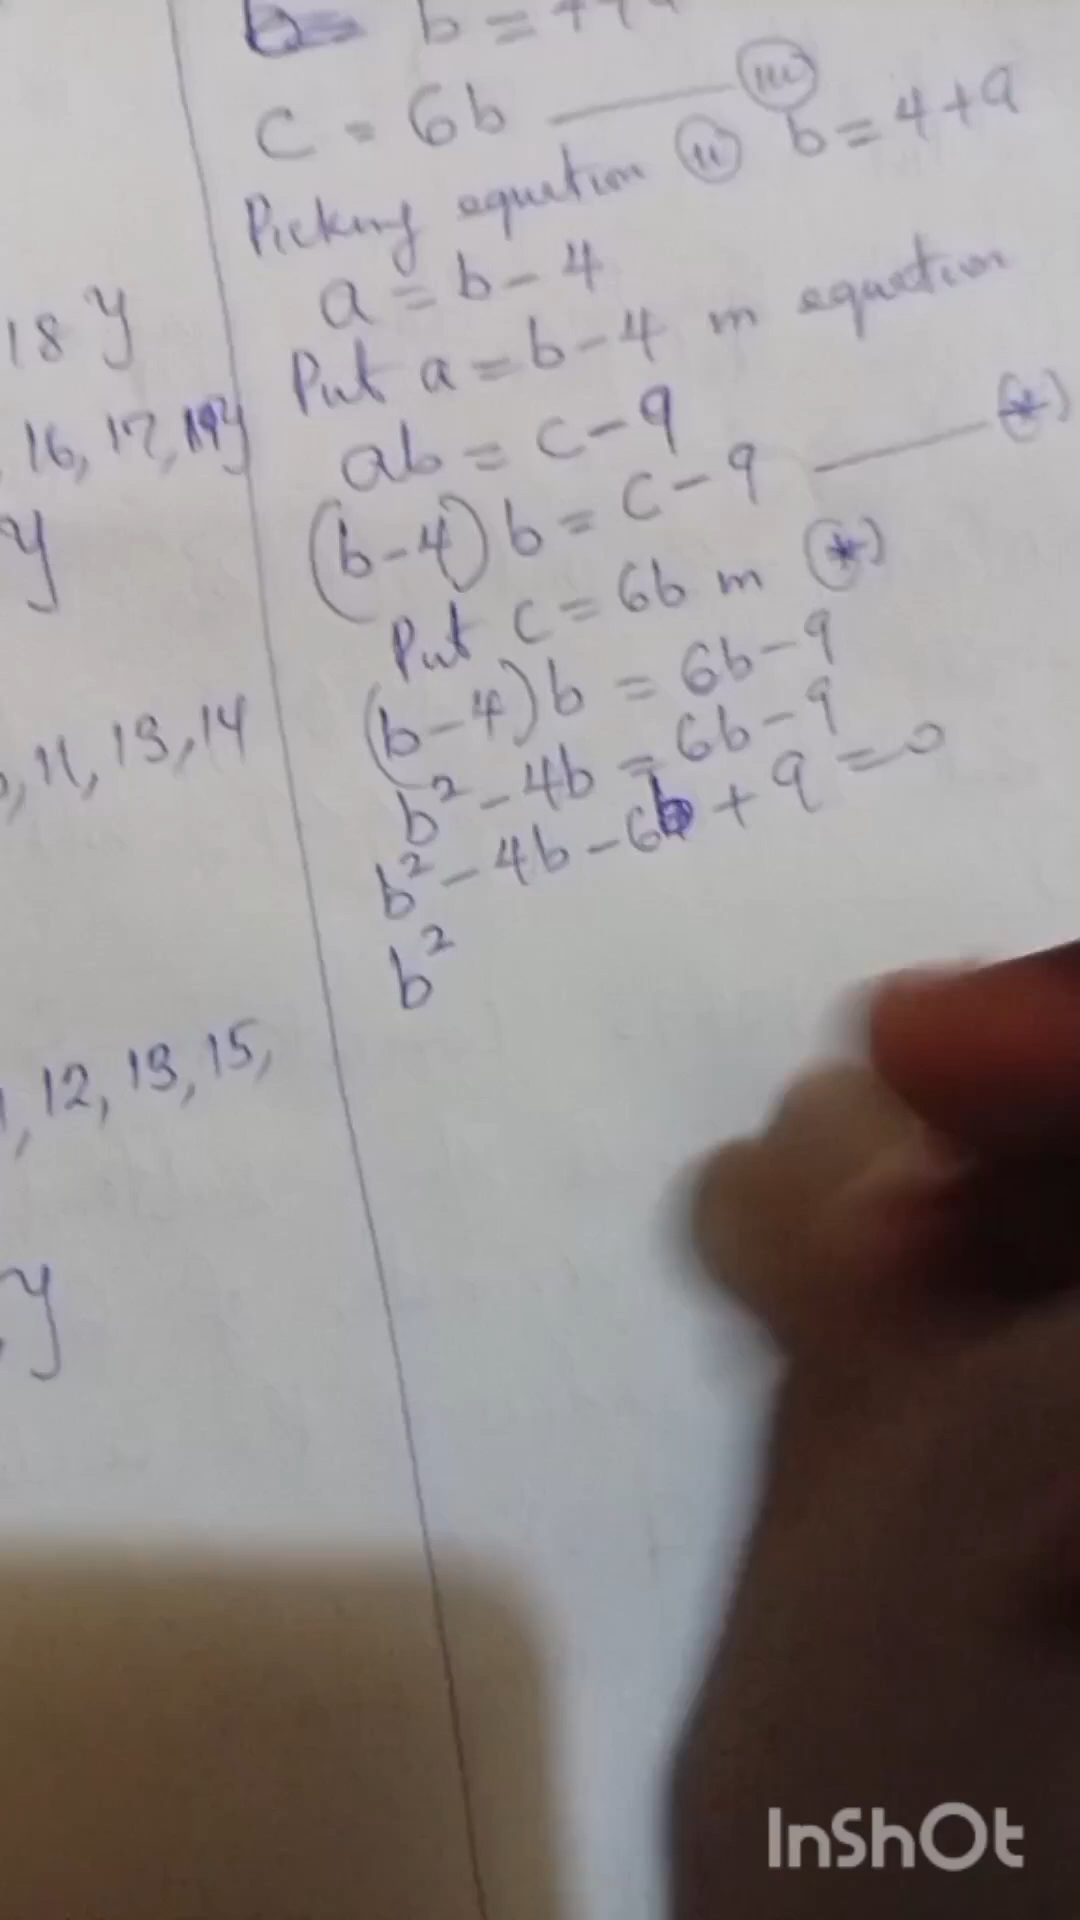 b = +4
C = 6b (iii)
Picking equation (ii) b = 4 + a
a = b - 4
Put a = b - 4 in equation
ab = c - 9
(b - 4) b = c - 9 (*)
Put c = 6b in (*)
(b - 4) b = 6b - 9
b² - 4b = 6b - 9
b² - 4b - 6b + 9 = 0
b²
18 y
16, 17, 19 y
y
, 11, 13, 14
, 12, 13, 15,
y
InShOt